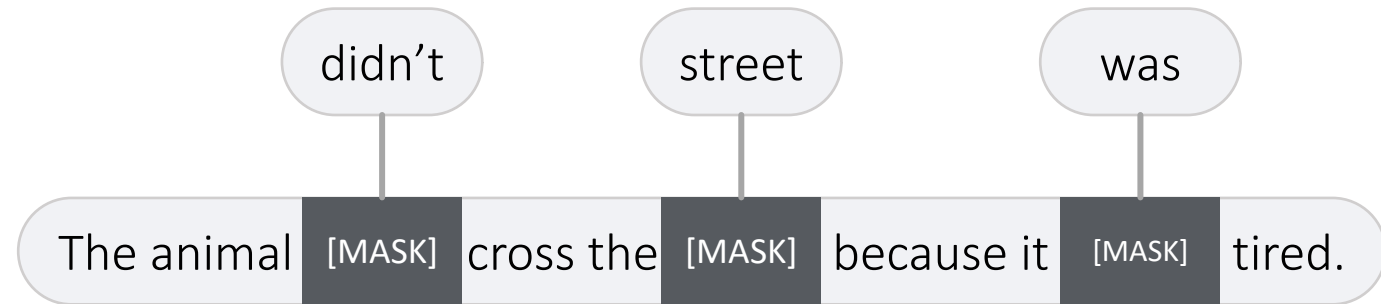 didn’t street was
The animal [MASK] cross the [MASK] because it [MASK] tired.